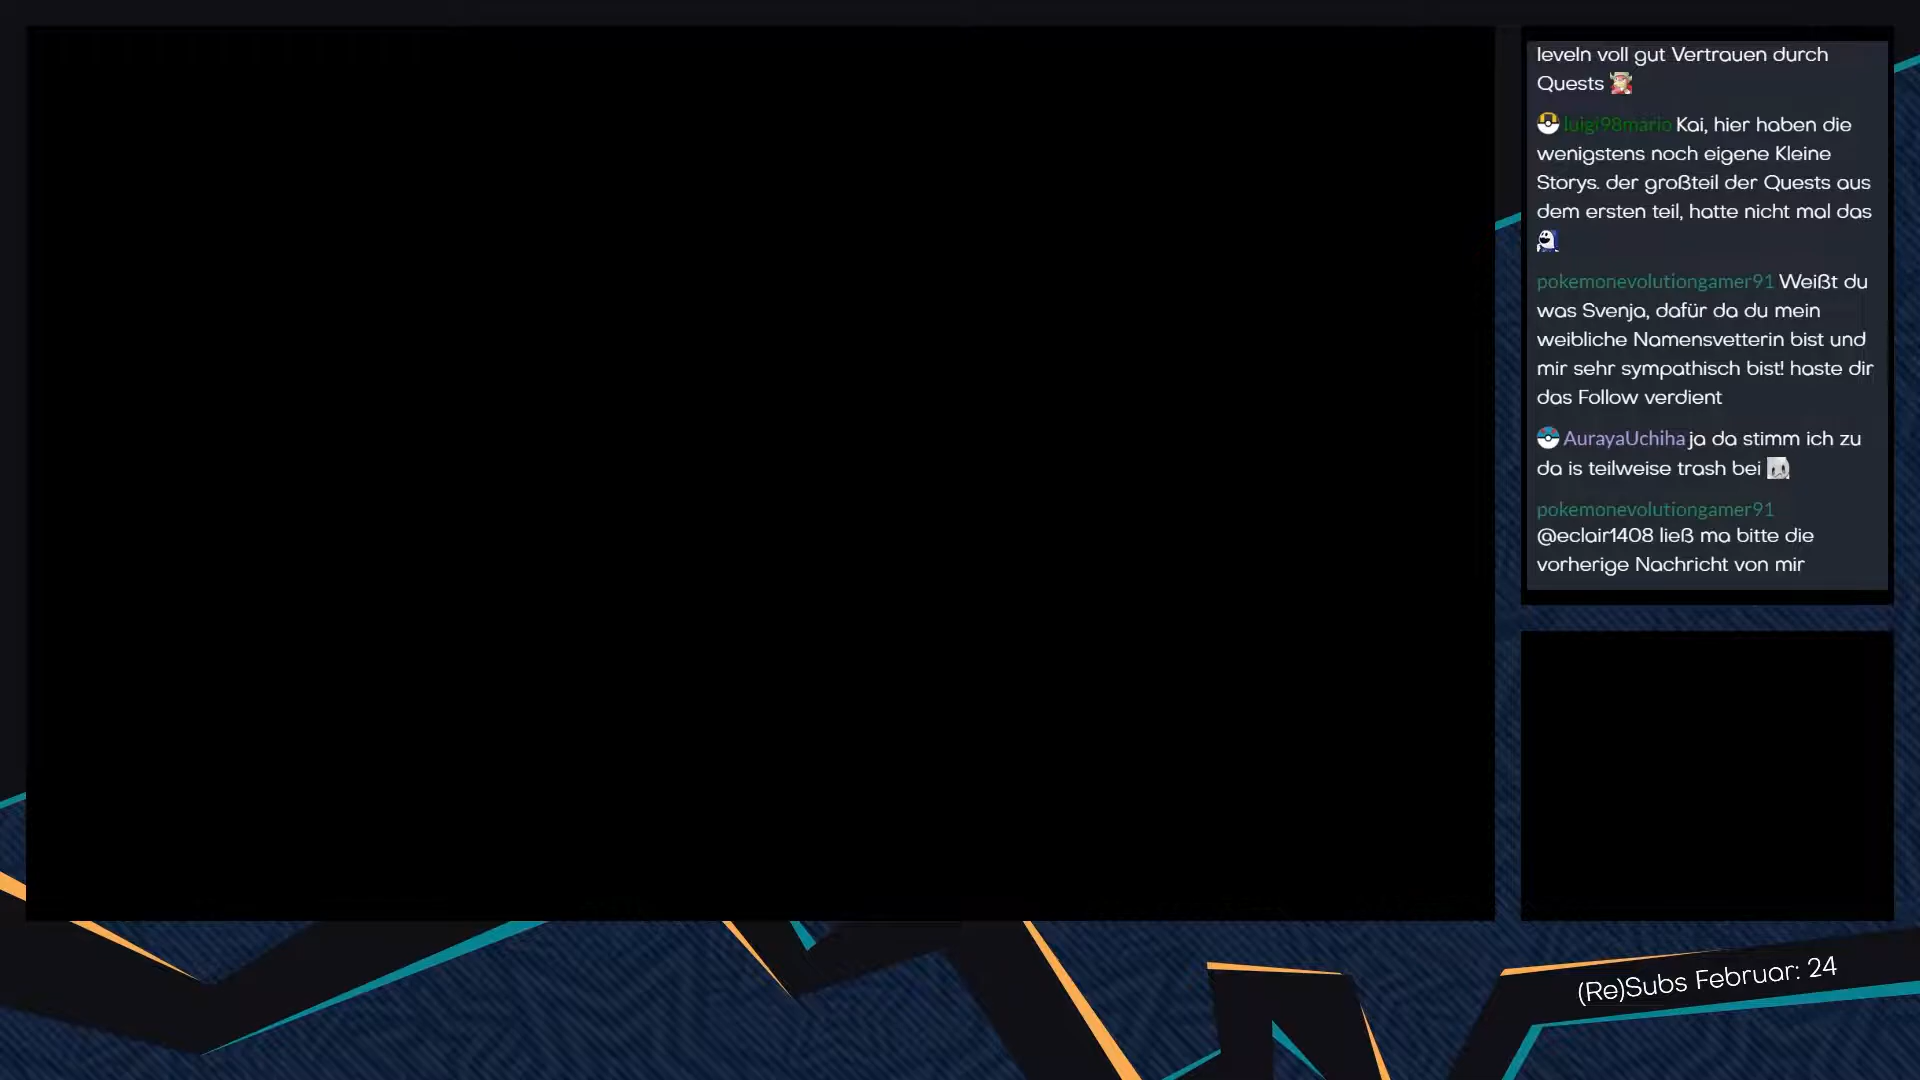 leveln voll gut Vertrauen durch
Quests
luigi98mario Kai, hier haben die
wenigstens noch eigene Kleine
Storys. der großteil der Quests aus
dem ersten teil, hatte nicht mal das
pokemonevolutiongamer91 Weißt du
was Svenja, dafür da du mein
weibliche Namensvetterin bist und
mir sehr sympathisch bist! haste dir
das Follow verdient
AurayaUchiha ja da stimm ich zu
da is teilweise trash bei
pokemonevolutiongamer91
@eclair1408 ließ ma bitte die
vorherige Nachricht von mir
(Re)Subs Februar: 24